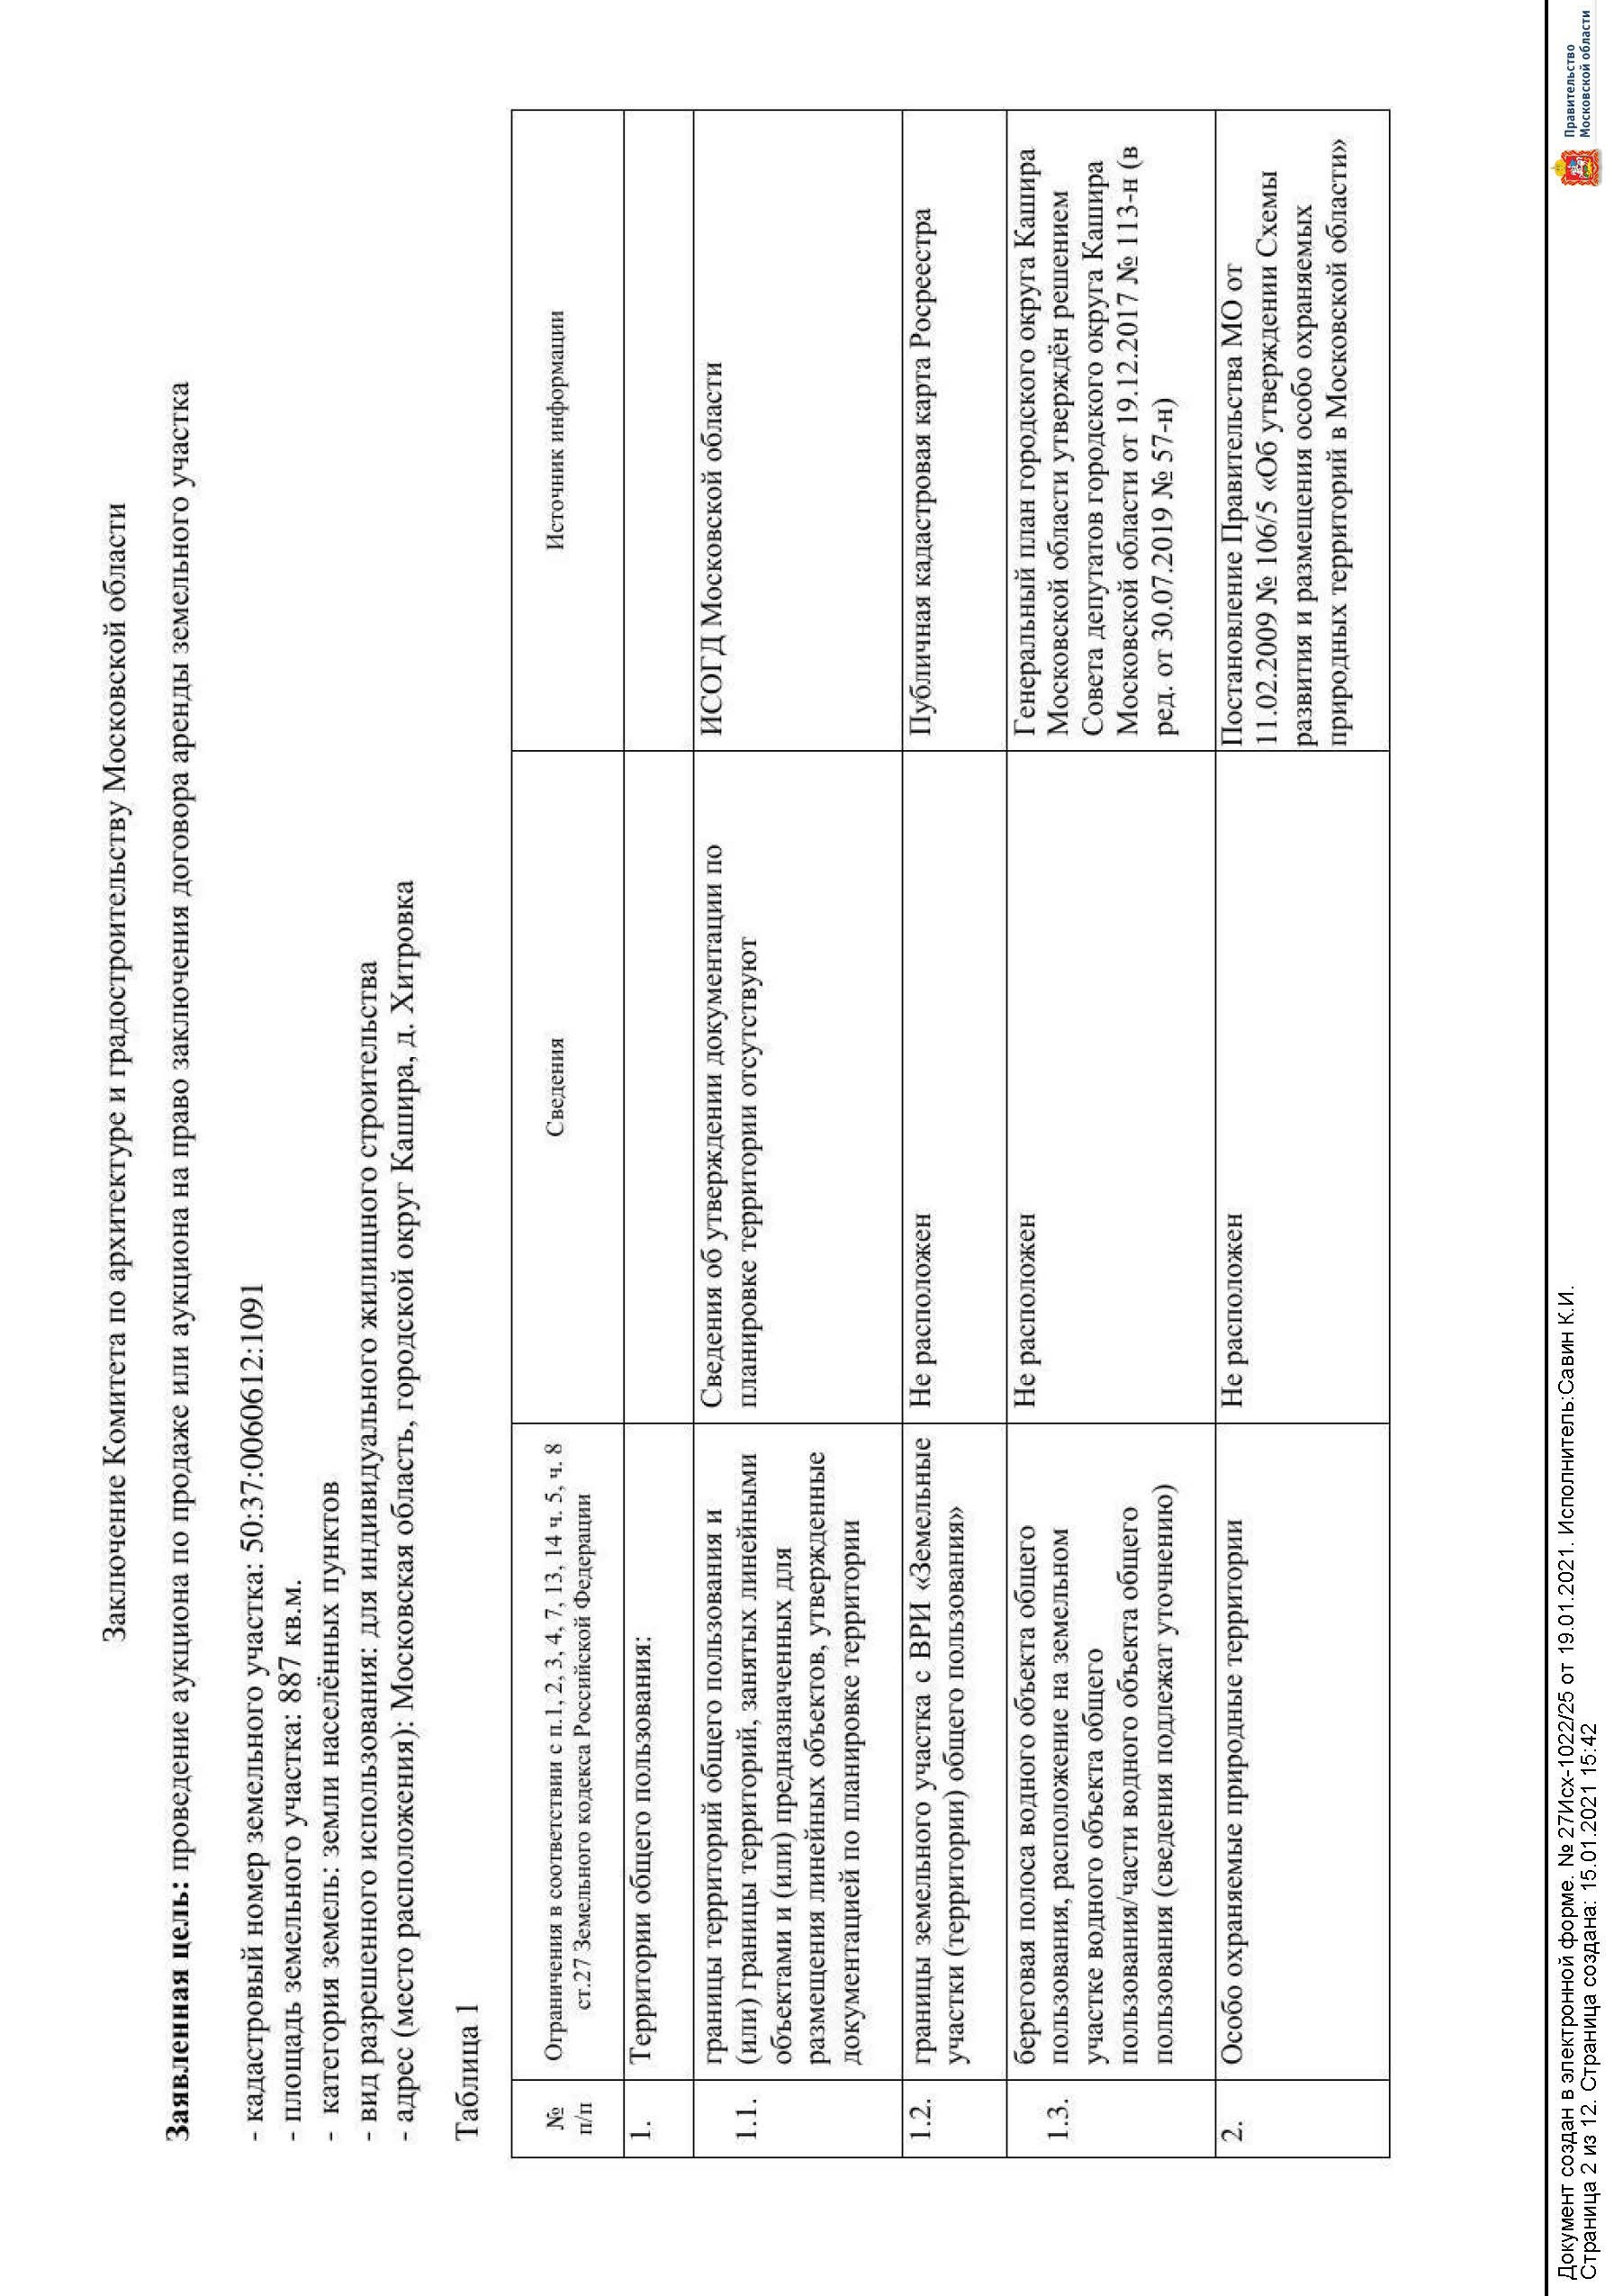 Заключение Комитета по архитектуре и градостроительству Московской области
Заявленная цель: проведение аукциона по продаже или аукциона на право заключения договора аренды земельного участка
- кадастровый номер земельного участка: 50:37:0060612:1091
- площадь земельного участка: 887 кв.м.
- категория земель: земли населённых пунктов
- вид разрешенного использования: для индивидуального жилищного строительства
- адрес (место расположения): Московская область, городской округ Кашира, д. Хитровка
Таблица 1
№
п/п
Ограничения в соответствии с п.1, 2, 3, 4, 7, 13, 14 ч. 5, ч. 8
ст.27 Земельного кодекса Российской Федерации
Сведения
Источник информации
1.
Территории общего пользования:
1.1.
границы территорий общего пользования и
(или) границы территорий, занятых линейными
объектами и (или) предназначенных для
размещения линейных объектов, утвержденные
документацией по планировке территории
Сведения об утверждении документации по
планировке территории отсутствуют
ИСОГД Московской области
1.2.
границы земельного участка с ВРИ «Земельные
участки (территории) общего пользования»
Не расположен
Публичная кадастровая карта Росреестра
1.3.
береговая полоса водного объекта общего
пользования, расположение на земельном
участке водного объекта общего
пользования/части водного объекта общего
пользования (сведения подлежат уточнению)
Не расположен
Генеральный план городского округа Кашира
Московской области утверждён решением
Совета депутатов городского округа Кашира
Московской области от 19.12.2017 № 113-н (в
ред. от 30.07.2019 № 57-н)
2.
Особо охраняемые природные территории
Не расположен
Постановление Правительства МО от
11.02.2009 № 106/5 «Об утверждении Схемы
развития и размещения особо охраняемых
природных территорий в Московской области»
Документ создан в электронной форме. № 27Исх-1022/25 от 19.01.2021. Исполнитель:Савин К.И.
Страница 2 из 12. Страница создана: 15.01.2021 15:42
Правительство
Московской области